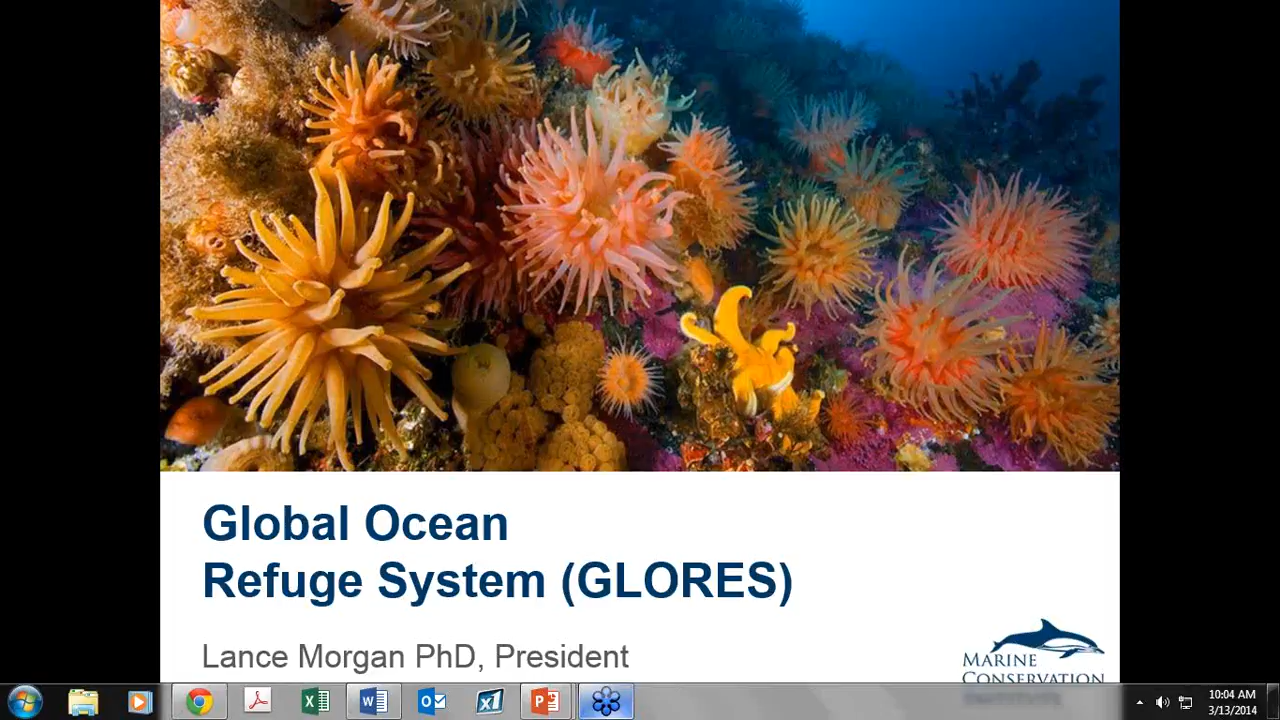 Global Ocean
Refuge System (GLORES)
Lance Morgan PhD, President
MARINE
CONSERVATION
10:04 AM
3/13/2014